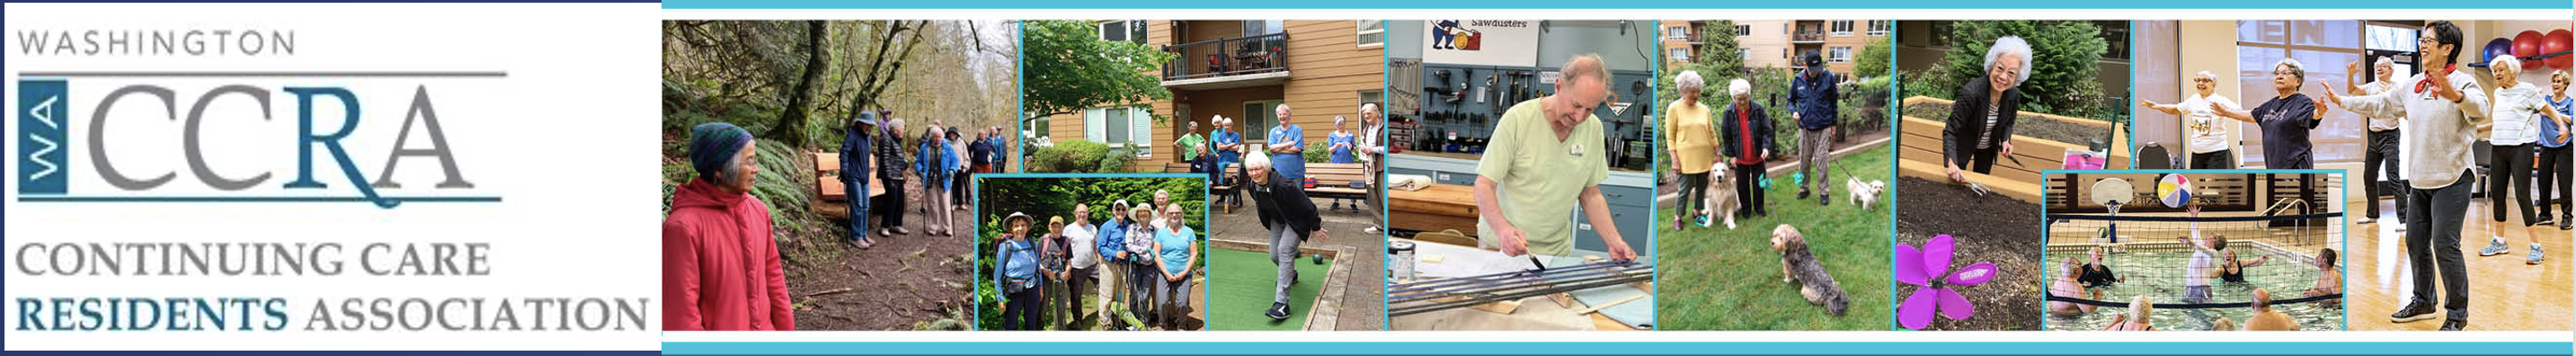 WASHINGTON
WA
CCRA
CONTINUING CARE
RESIDENTS ASSOCIATION
Sawdusters